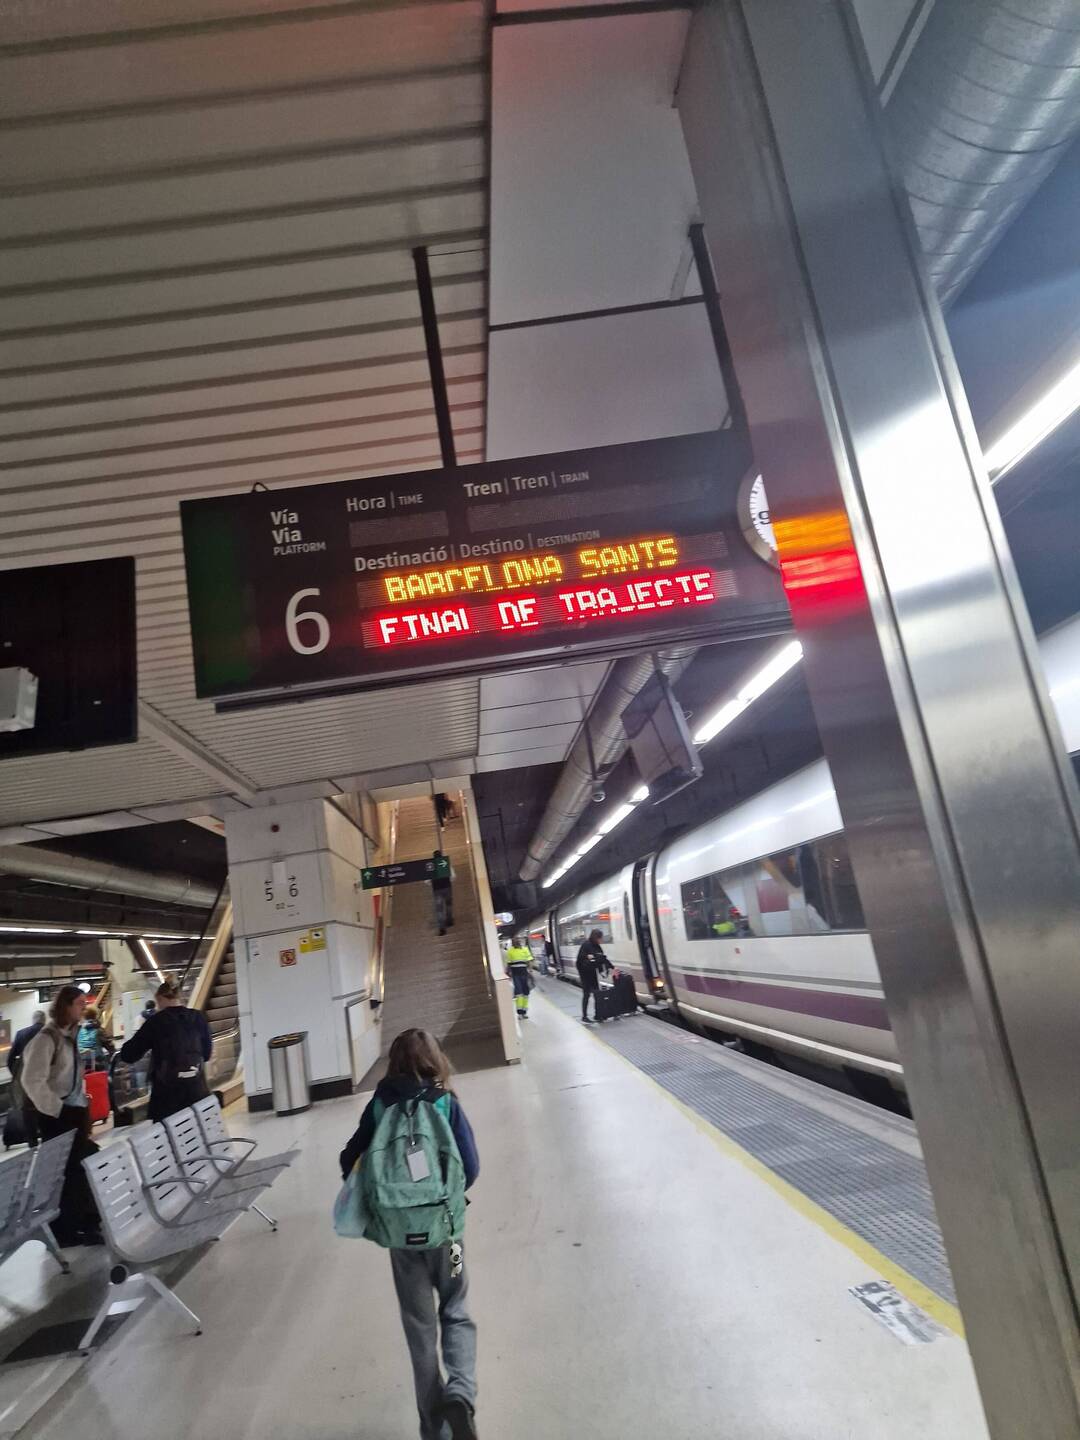 Vía
Via
PLATFORM
6
Hora | TIME
Tren | Tren | TRAIN
Destinació | Destino | DESTINATION
BARCELONA SANTS
FINAL DE TRAJECTE
9
5 6